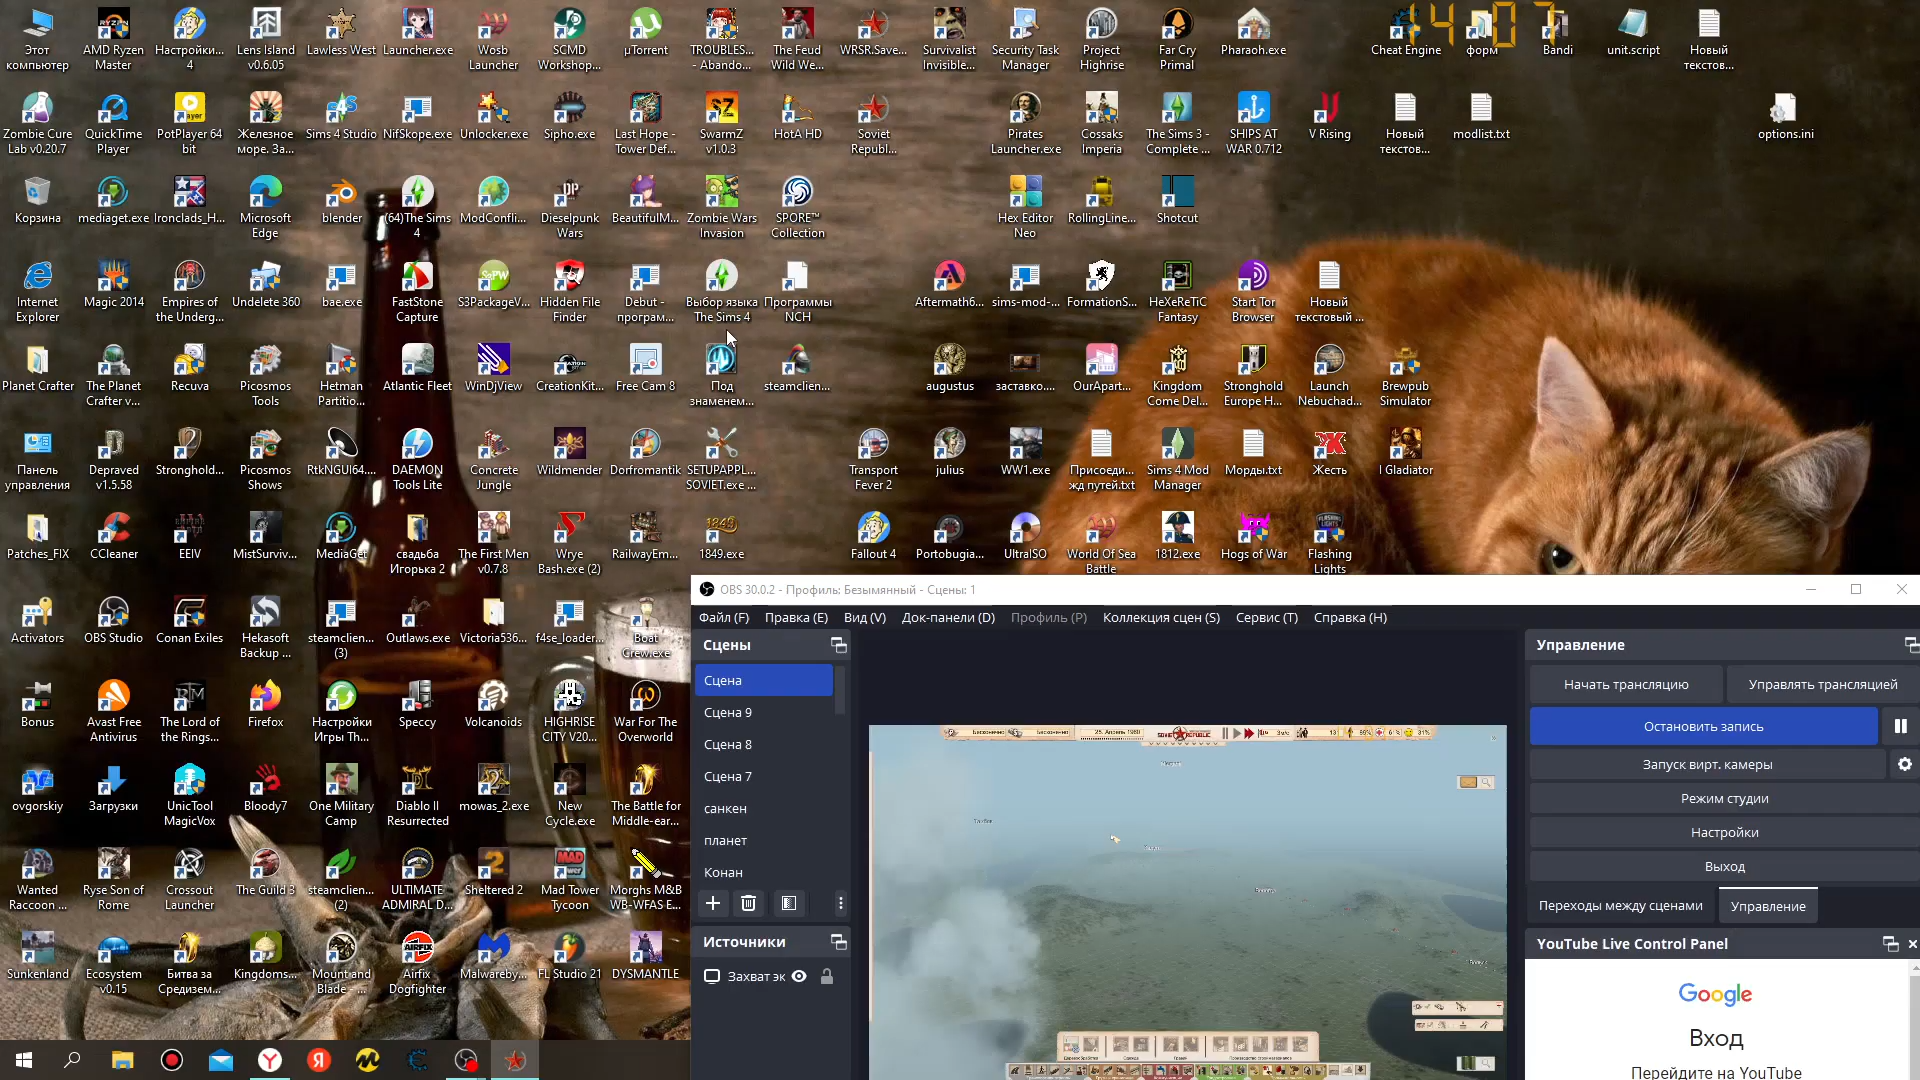 Этот компьютер
AMD Ryzen Master
Настройки... 4
Lens Island v0.6.05
Lawless West
Launcher.exe
Wosb Launcher
SCMD Workshop...
µTorrent
TROUBLES... - Abando...
The Feud Wild We...
WRSR.Save...
Survivalist Invisible...
Security Task Manager
Project Highrise
Far Cry Primal
Pharaoh.exe
Cheat Engine
форм
Bandi
unit.script
Новый текстов...
14 07
Zombie Cure Lab v0.20.7
QuickTime Player
PotPlayer 64 bit
Железное море. За...
Sims 4 Studio
NifSkope.exe
Unlocker.exe
Sipho.exe
Last Hope - Tower Def...
SwarmZ v1.0.3
HotA HD
Soviet Republ...
Pirates Launcher.exe
Cossaks Imperia
The Sims 3 - Complete ...
SHIPS AT WAR 0.712
V Rising
Новый текстов...
modlist.txt
options.ini
Корзина
mediaget.exe
Ironclads_H...
Microsoft Edge
blender
(64)The Sims 4
ModConfli...
Dieselpunk Wars
BeautifulM...
Zombie Wars Invasion
SPORE™ Collection
Hex Editor Neo
RollingLine...
Shotcut
Internet Explorer
Magic 2014
Empires of the Underg...
Undelete 360
bae.exe
FastStone Capture
S3PackageV...
Hidden File Finder
Debut - програм...
Выбор языка The Sims 4
Программы NCH
Aftermath6...
sims-mod-...
FormationS...
HeXeReTiC Fantasy
Start Tor Browser
Новый текстовый ...
Planet Crafter
The Planet Crafter v...
Recuva
Picosmos Tools
Hetman Partitio...
Atlantic Fleet
WinDjView
CreationKit...
Free Cam 8
Под знаменем...
steamclien...
augustus
заставко....
OurApart...
Kingdom Come Del...
Stronghold Europe H...
Launch Nebuchad...
Brewpub Simulator
Панель управления
Depraved v1.5.58
Stronghold...
Picosmos Shows
RtkNGUI64....
DAEMON Tools Lite
Concrete Jungle
Wildmender
Dorfromantik
SETUPAPPL... SOVIET.exe ...
Transport Fever 2
julius
WW1.exe
Присоеди... жд путей.txt
Sims 4 Mod Manager
Морды.txt
Жесть
I Gladiator
Patches_FIX
CCleaner
EEIV
MistSurviv...
MediaGet
свадьба Игорька 2
The First Men v0.7.8
Wrye Bash.exe (2)
RailwayEm...
1849.exe
Fallout 4
Portobugia...
UltraISO
World Of Sea Battle
1812.exe
Hogs of War
Flashing Lights
Activators
OBS Studio
Conan Exiles
Hekasoft Backup ...
steamclien... (3)
Outlaws.exe
Victoria536...
f4se_loader...
Boat Crew.exe
Bonus
Avast Free Antivirus
The Lord of the Rings...
Firefox
Настройки Игры Th...
Speccy
Volcanoids
HIGHRISE CITY V20...
War For The Overworld
ovgorskiy
Загрузки
UnicTool MagicVox
Bloody7
One Military Camp
Diablo II Resurrected
mowas_2.exe
New Cycle.exe
The Battle for Middle-ear...
Wanted Raccoon ...
Ryse Son of Rome
Crossout Launcher
The Guild 3
steamclien... (2)
ULTIMATE ADMIRAL D...
Sheltered 2
Mad Tower Tycoon
Morghs M&B WB-WFAS E...
Sunkenland
Ecosystem v0.15
Битва за Средизем...
Kingdoms...
Mount and Blade - ...
Airfix Dogfighter
Malwareby...
FL Studio 21
DYSMANTLE
OBS 30.0.2 - Профиль: Безымянный - Сцены: 1
Файл (F) Правка (E) Вид (V) Док-панели (D) Профиль (P) Коллекция сцен (S) Сервис (T) Справка (H)
Сцены
Сцена
Сцена 9
Сцена 8
Сцена 7
санкен
планет
Конан
Источники
Захват эк
Бесконечно
Бесконечно
Управление
Начать трансляцию
Управлять трансляцией
Остановить запись
Запуск вирт. камеры
Режим студии
Настройки
Выход
Переходы между сценами
Управление
YouTube Live Control Panel
Google
Вход
Перейдите на YouTube